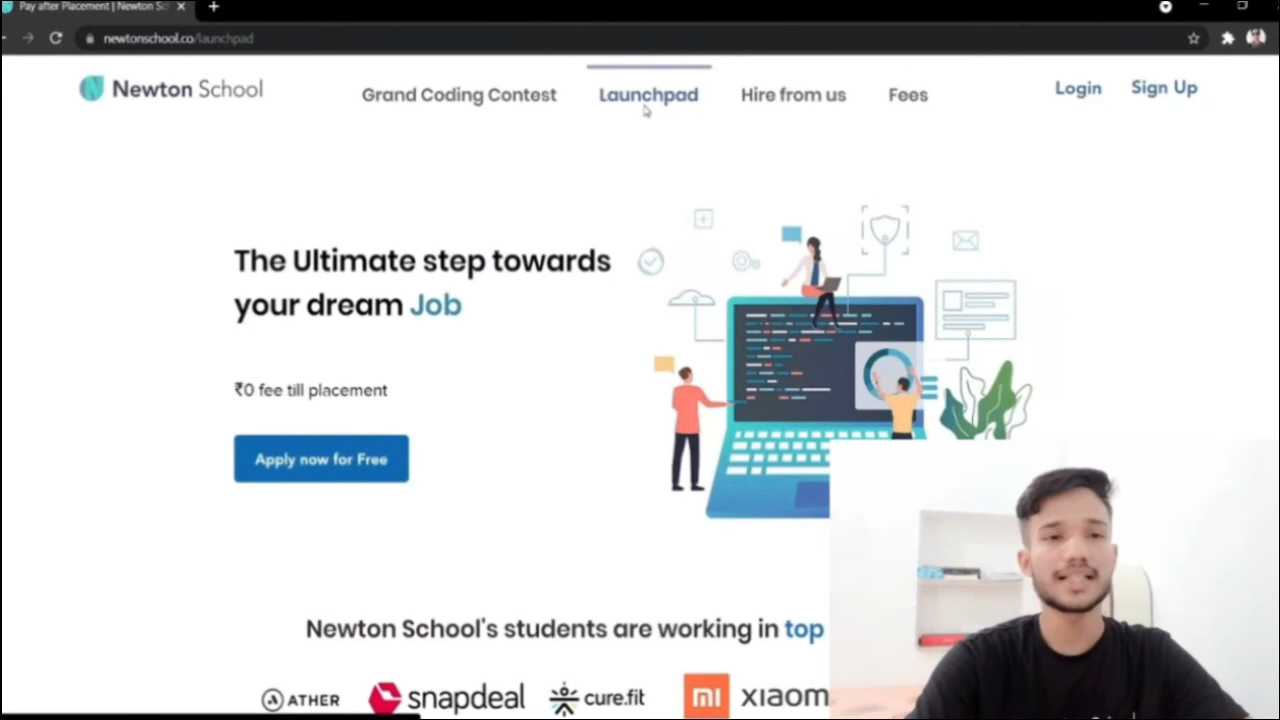 Pay after Placement | Newton Sc
newtonschool.co/launchpad
Newton School
Grand Coding Contest
Launchpad
Hire from us
Fees
Login
Sign Up
The Ultimate step towards
your dream Job
₹0 fee till placement
Apply now for Free
Newton School's students are working in top
ATHER
snapdeal
cure.fit
mi
xiaom